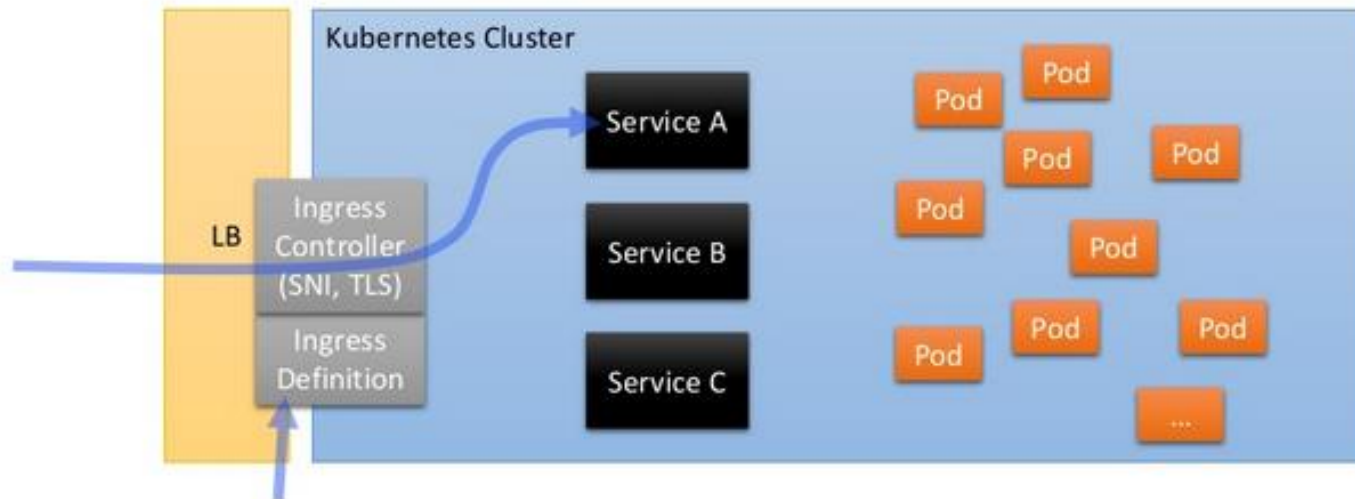 Kubernetes Cluster
LB
Ingress
Controller
(SNI, TLS)
Ingress
Definition
Service A
Service B
Service C
Pod
Pod
Pod
Pod
Pod
Pod
Pod
Pod
Pod
...